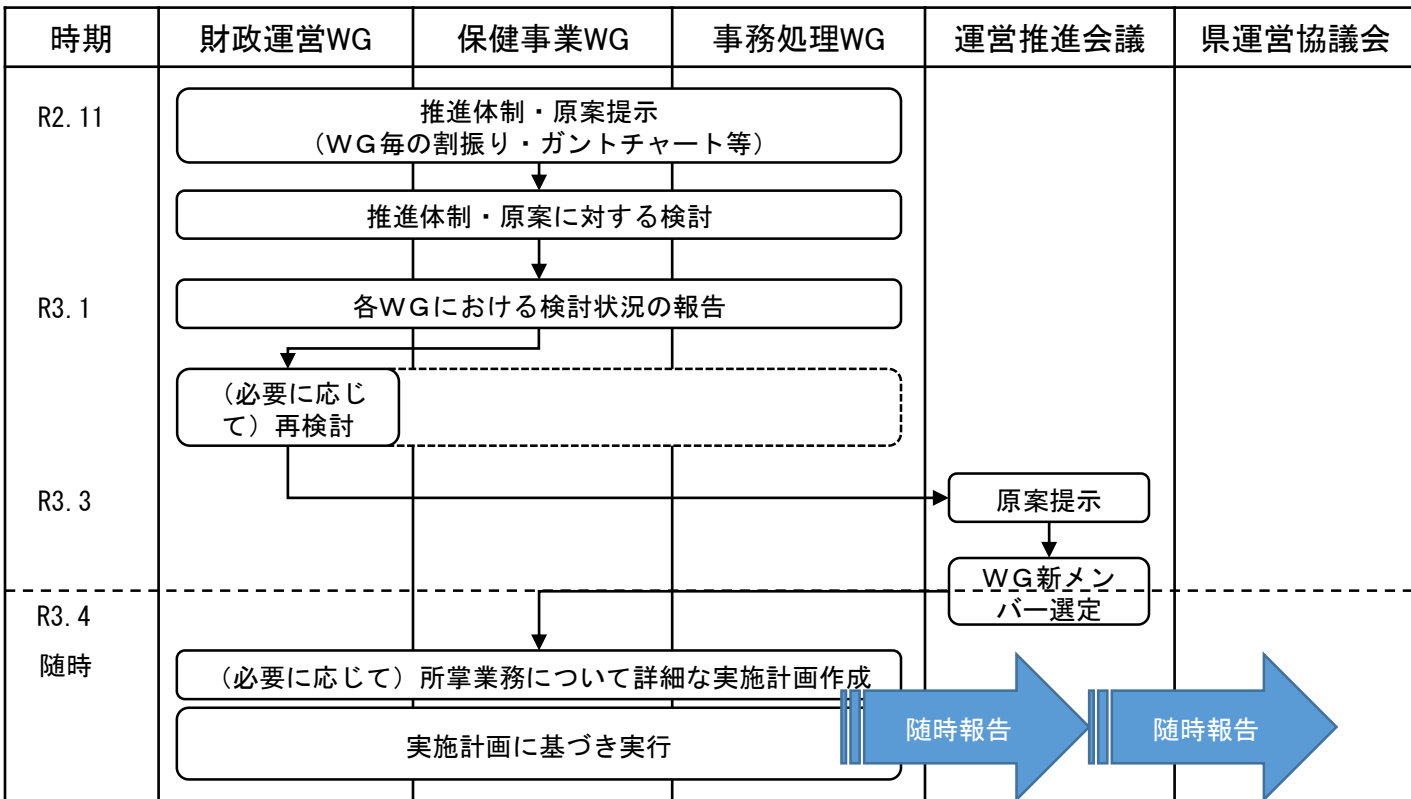 時期
財政運営WG
保健事業WG
事務処理WG
運営推進会議
県運営協議会
R2.11
推進体制・原案提示
（ＷＧ毎の割振り・ガントチャート等）
推進体制・原案に対する検討
R3.1
各ＷＧにおける検討状況の報告
（必要に応じ
て）再検討
R3.3
原案提示
ＷＧ新メン
バー選定
R3.4
随時
（必要に応じて）所掌業務について詳細な実施計画作成
実施計画に基づき実行
随時報告
随時報告